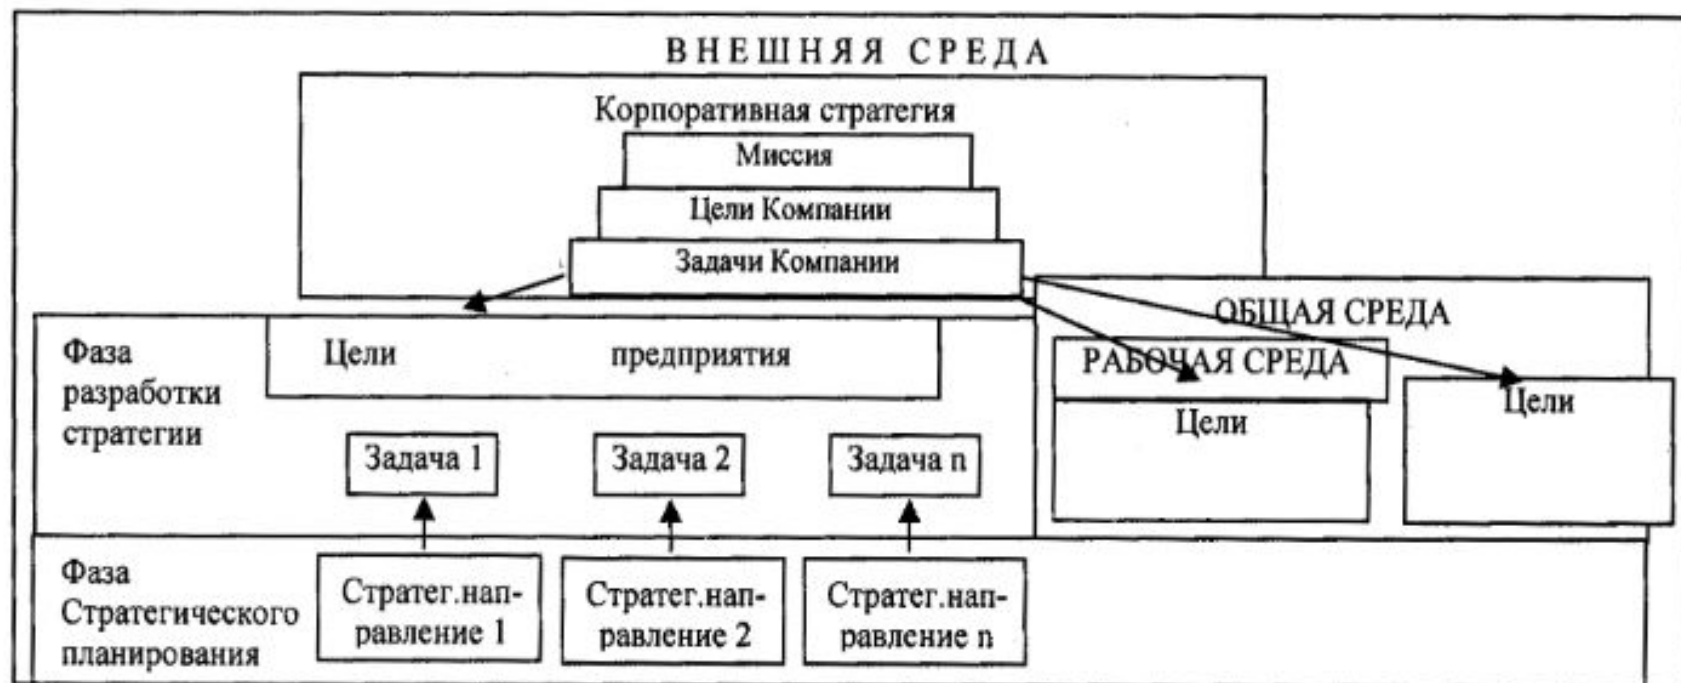 ВНЕШНЯЯ СРЕДА
Корпоративная стратегия
Миссия
Цели Компании
Задачи Компании
ОБЩАЯ СРЕДА
РАБОЧАЯ СРЕДА
Цели
Цели
Фаза
разработки
стратегии
Цели предприятия
Задача 1
Задача 2
Задача n
Фаза
Стратегического
планирования
Стратег.нап-
равление 1
Стратег.нап-
равление 2
Стратег.нап-
равление n